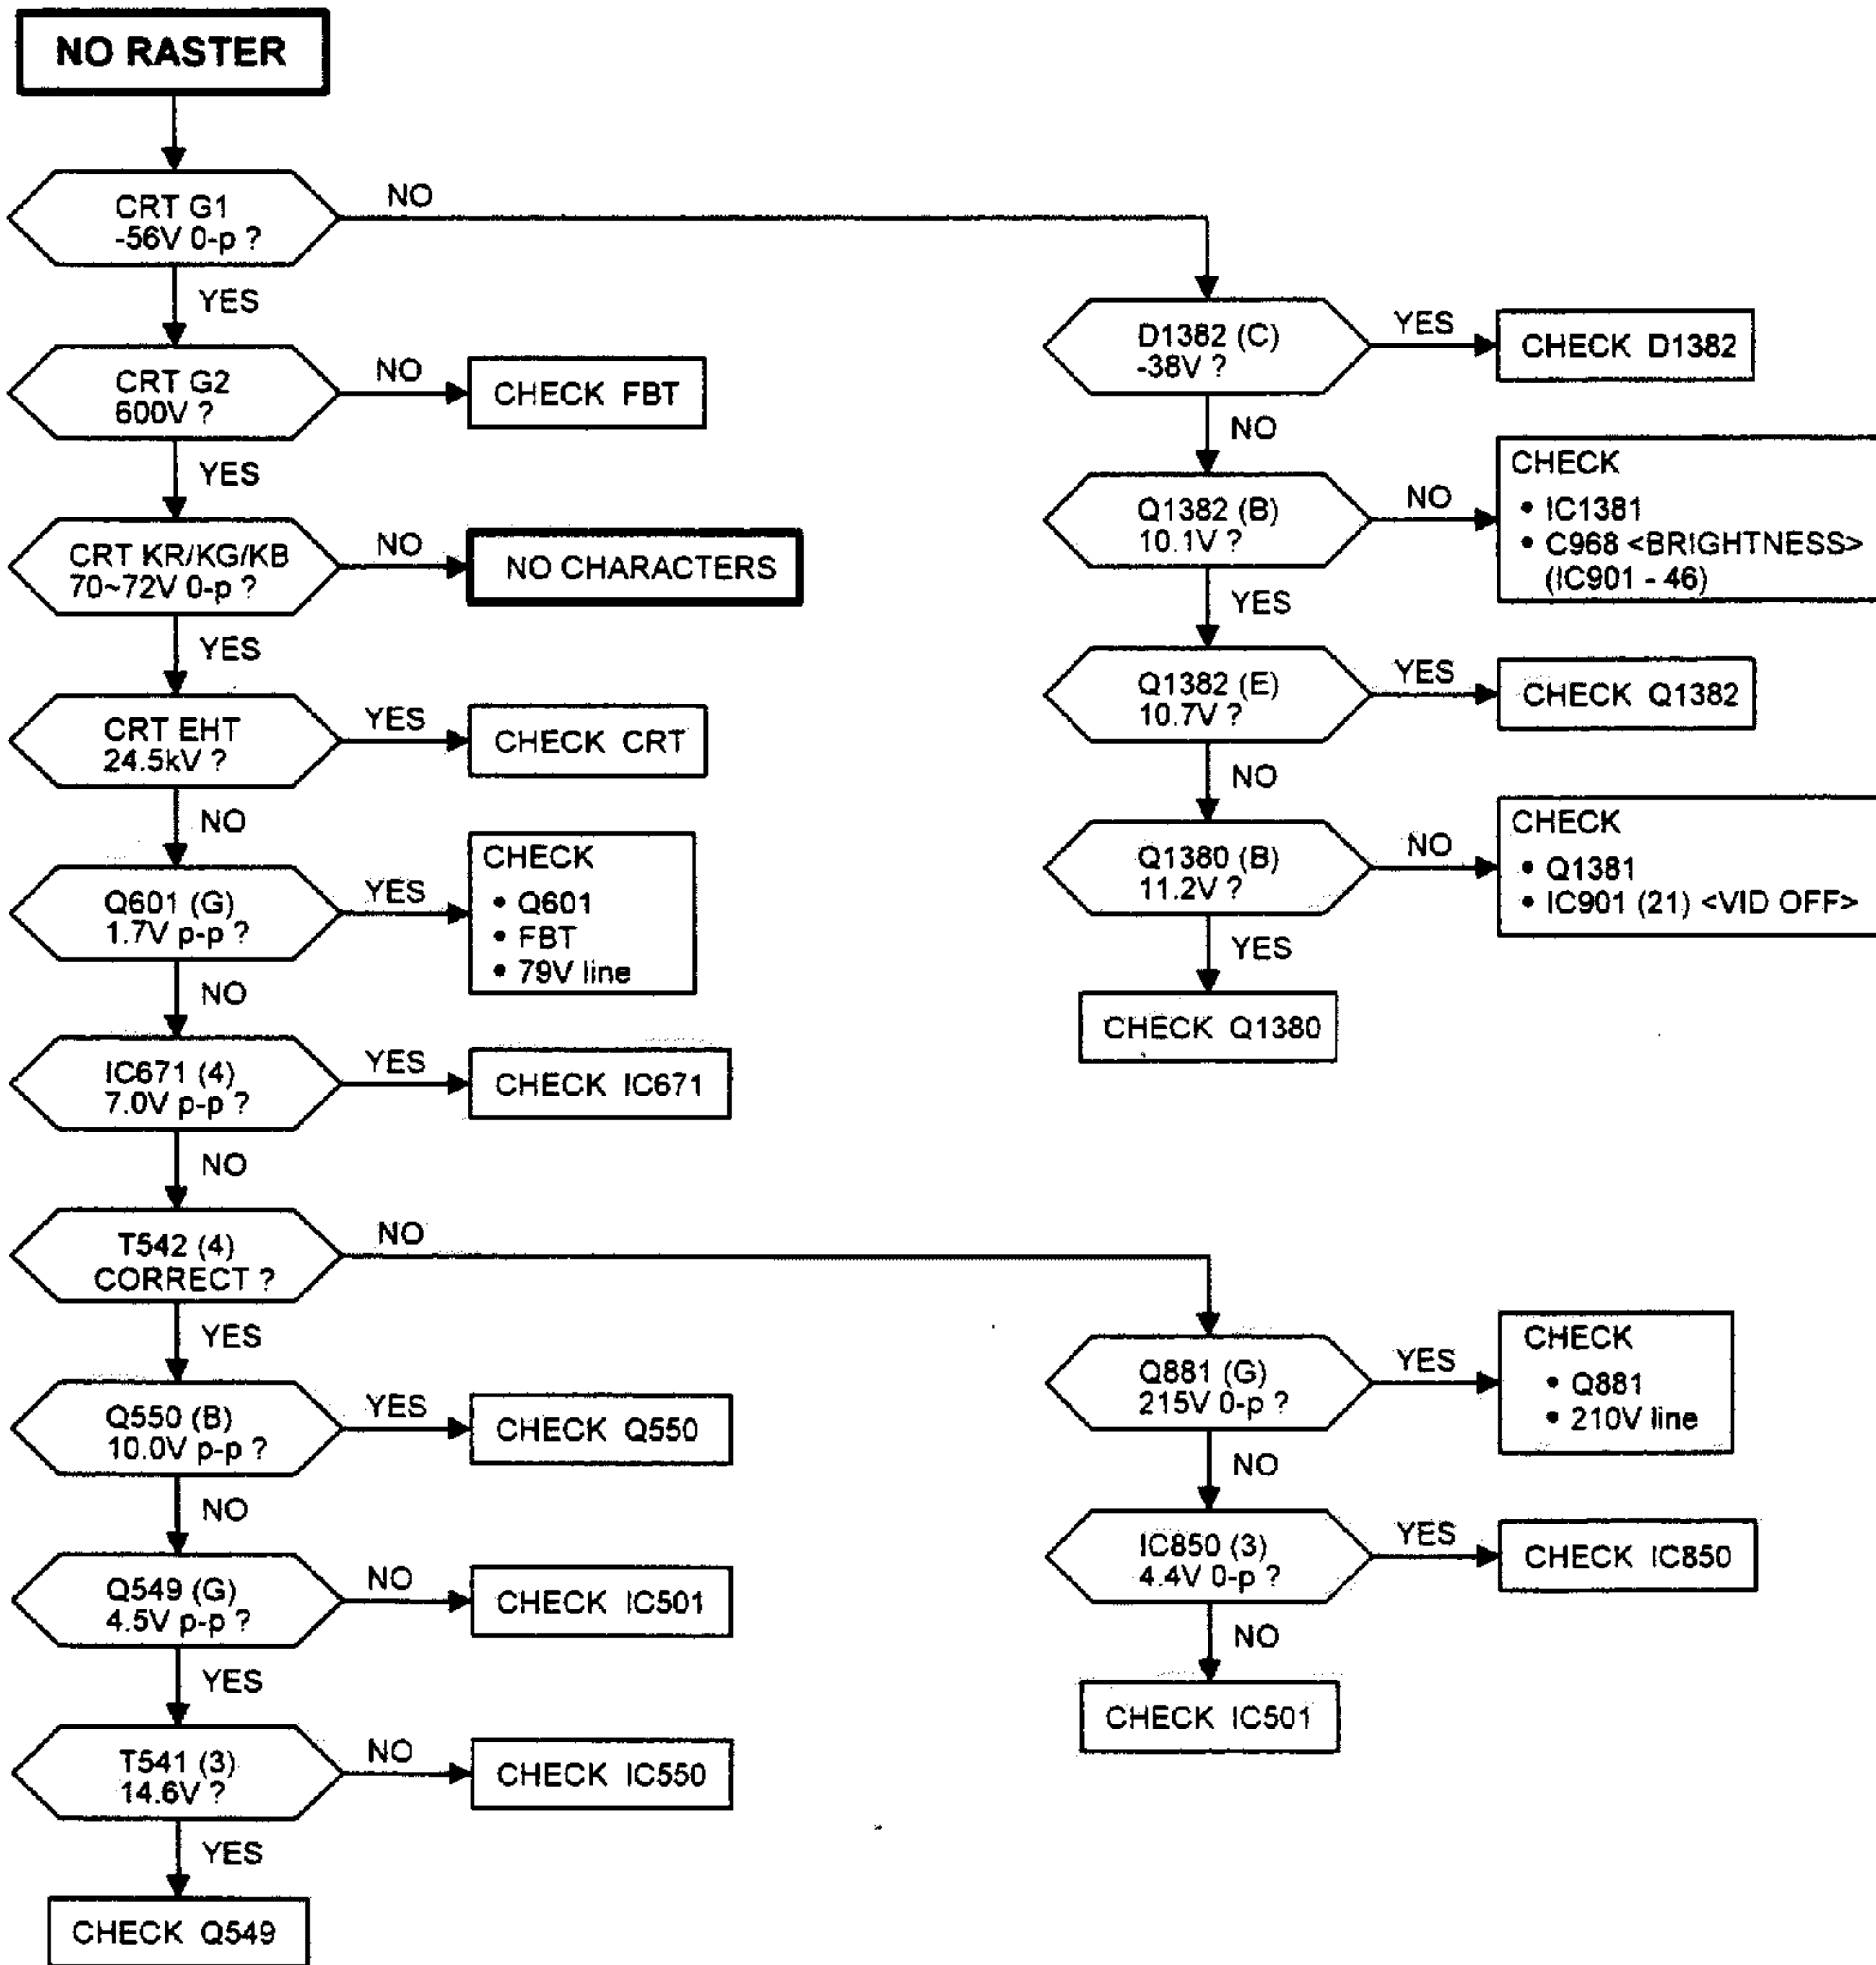 NO RASTER
CRT G1
-56V 0-p ?
NO
YES
CRT G2
600V ?
NO
CHECK FBT
YES
CRT KR/KG/KB
70~72V 0-p ?
NO
NO CHARACTERS
YES
CRT EHT
24.5kV ?
YES
CHECK CRT
NO
Q601 (G)
1.7V p-p ?
YES
CHECK
• Q601
• FBT
• 79V line
NO
IC671 (4)
7.0V p-p ?
YES
CHECK IC671
NO
T542 (4)
CORRECT ?
NO
YES
Q550 (B)
10.0V p-p ?
YES
CHECK Q550
NO
Q549 (G)
4.5V p-p ?
NO
CHECK IC501
YES
T541 (3)
14.6V ?
NO
CHECK IC550
YES
CHECK Q549
D1382 (C)
-38V ?
YES
CHECK D1382
NO
Q1382 (B)
10.1V ?
NO
CHECK
• IC1381
• C968 <BRIGHTNESS>
(IC901 - 46)
YES
Q1382 (E)
10.7V ?
YES
CHECK Q1382
NO
Q1380 (B)
11.2V ?
NO
CHECK
• Q1381
• IC901 (21) <VID OFF>
YES
CHECK Q1380
Q881 (G)
215V 0-p ?
YES
CHECK
• Q881
• 210V line
NO
IC850 (3)
4.4V 0-p ?
YES
CHECK IC850
NO
CHECK IC501